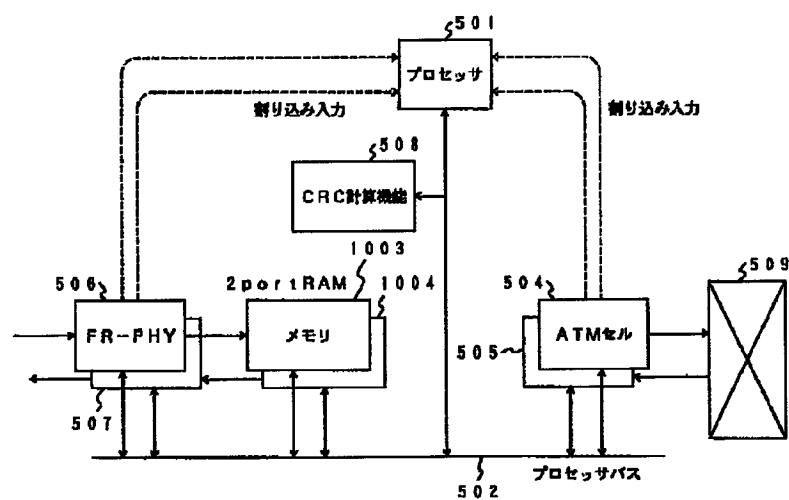 501
プロセッサ
割り込み入力
割り込み入力
508
CRC計算機能
1003
506
2portRAM
1004
504
509
FR-PHY
メモリ
ATMセル
505
507
プロセッサバス
502